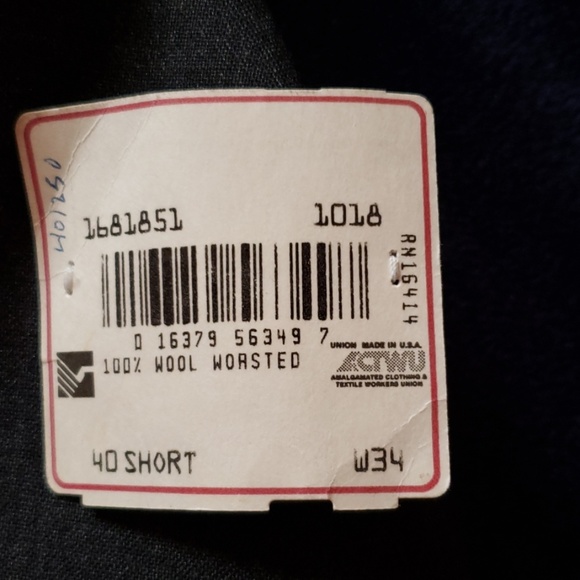 401250
1681851 1018
RN16414
0 16379 56349 7
UNION MADE IN U.S.A.
100% WOOL WORSTED
ACTWU
AMALGAMATED CLOTHING &
TEXTILE WORKERS UNION
40 SHORT W34